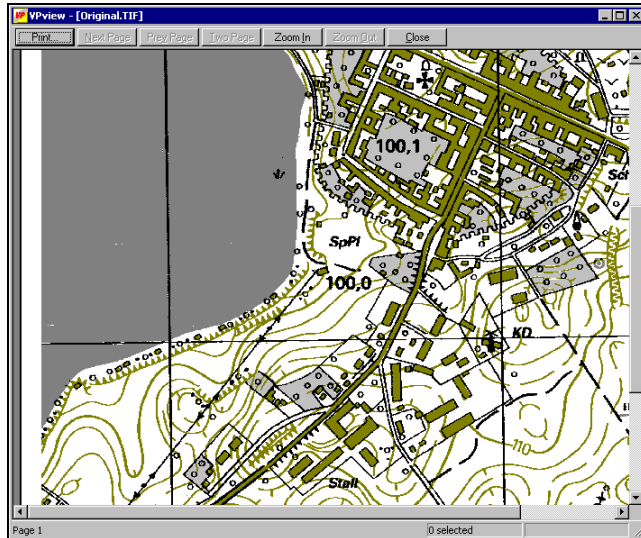 VPview - [Original.TIF]
Print... Next Page Prev Page Two Page Zoom In Zoom Out Close
100,1
SpPl
100,0
KD
110
Stall
Page 1
0 selected